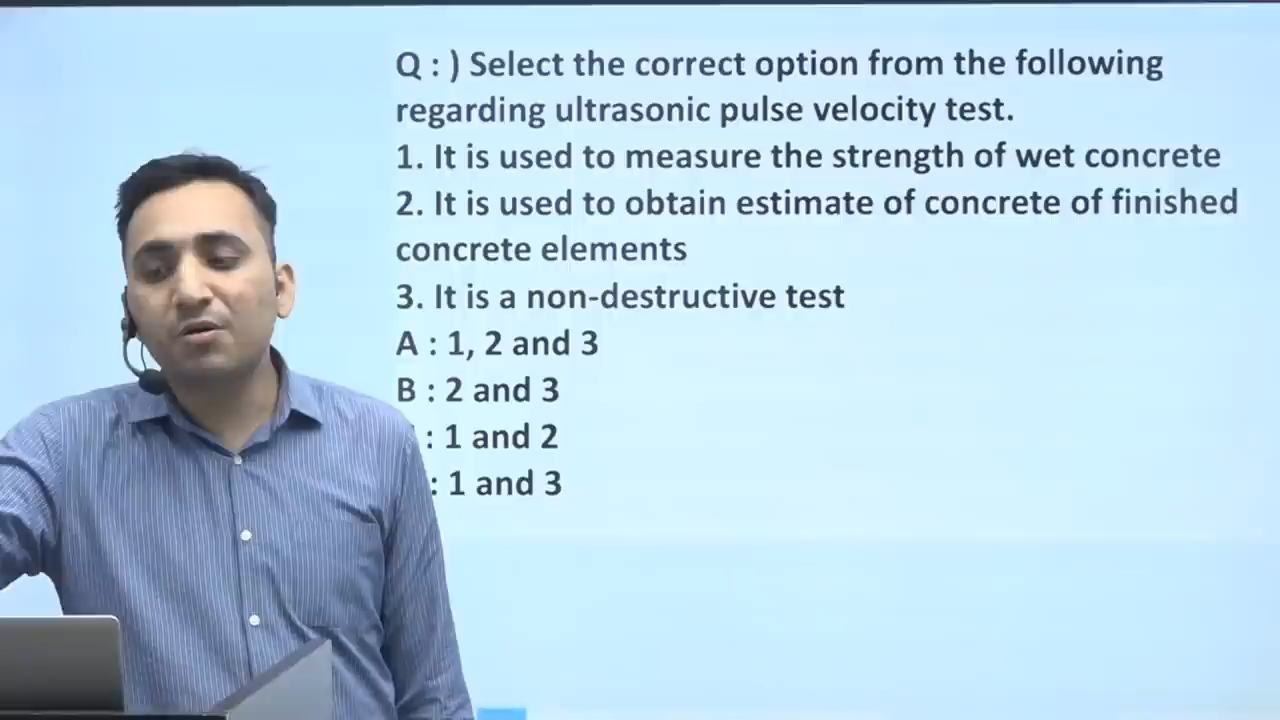 Q : ) Select the correct option from the following
regarding ultrasonic pulse velocity test.
1. It is used to measure the strength of wet concrete
2. It is used to obtain estimate of concrete of finished
concrete elements
3. It is a non-destructive test
A : 1, 2 and 3
B : 2 and 3
: 1 and 2
: 1 and 3